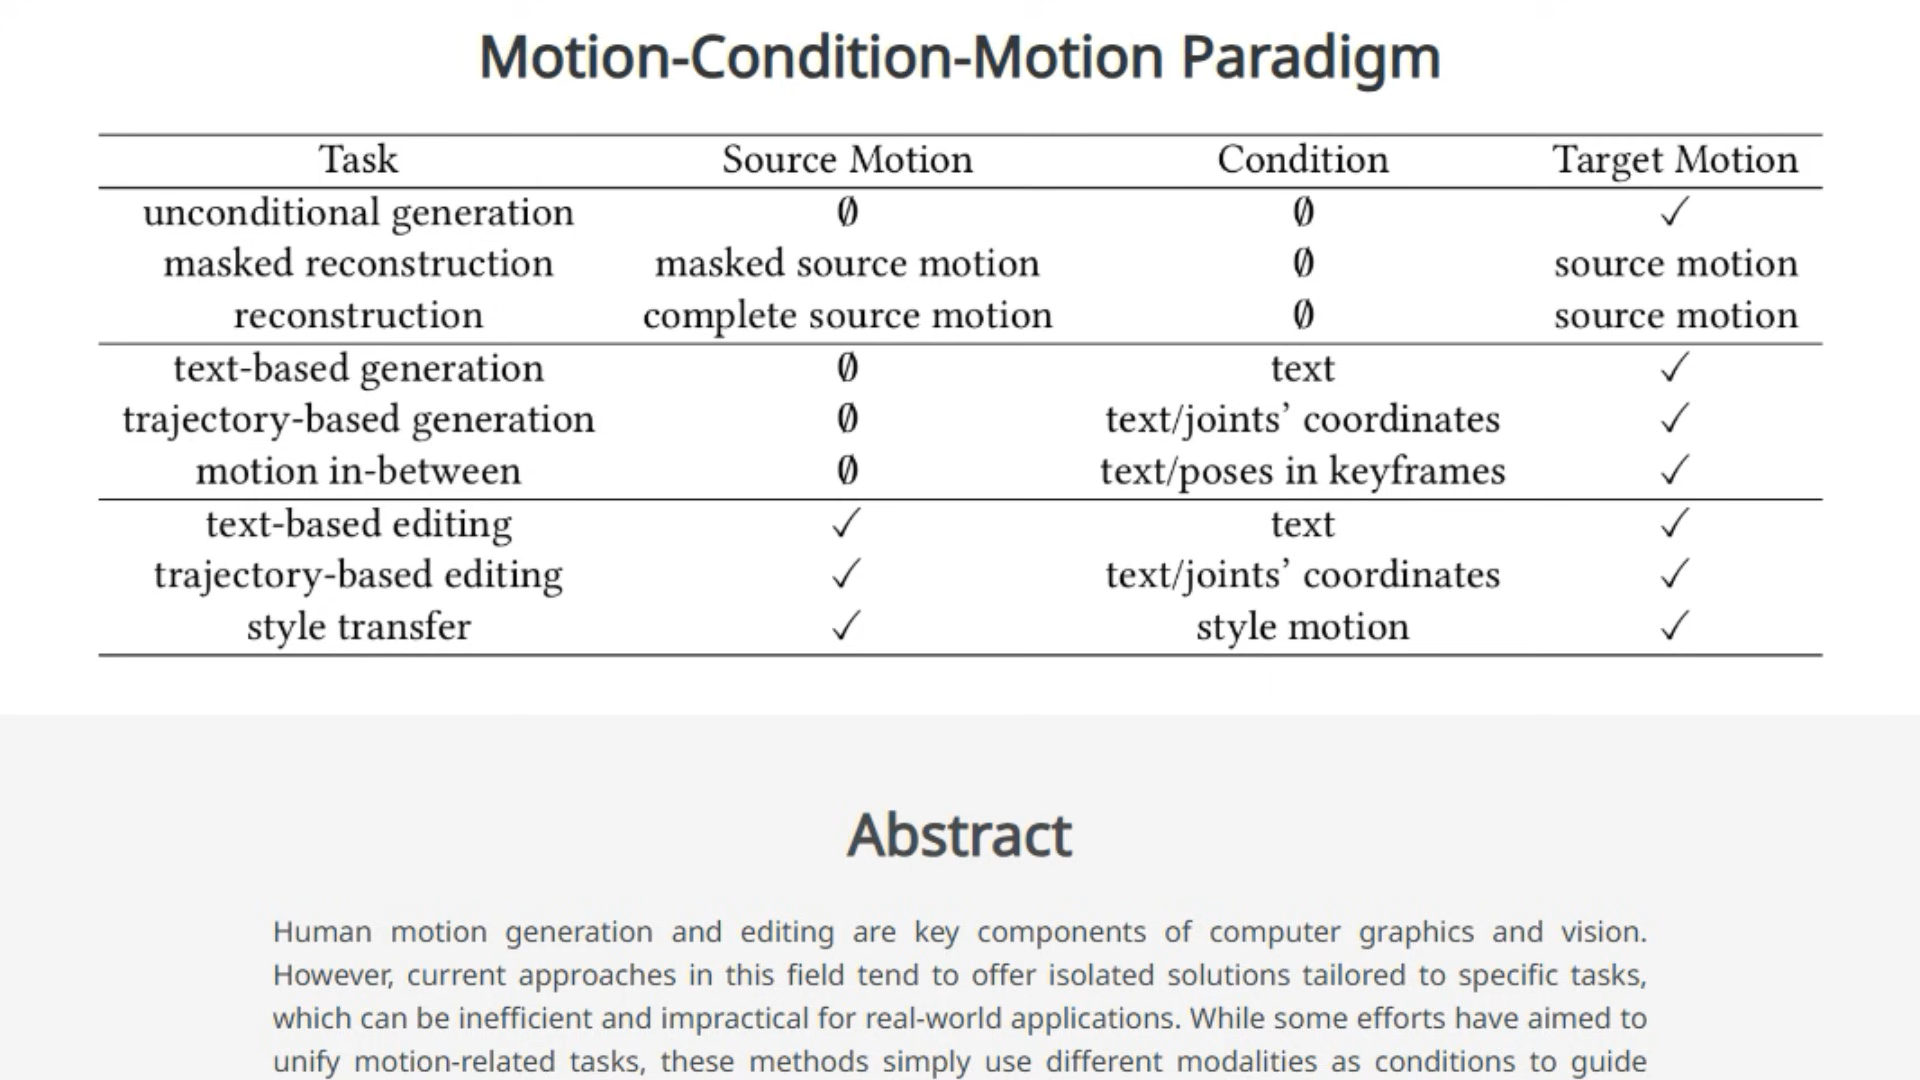 Motion-Condition-Motion Paradigm
Task Source Motion Condition Target Motion
unconditional generation ∅ ∅ ✓
masked reconstruction masked source motion ∅ source motion
reconstruction complete source motion ∅ source motion
text-based generation ∅ text ✓
trajectory-based generation ∅ text/joints’ coordinates ✓
motion in-between ∅ text/poses in keyframes ✓
text-based editing ✓ text ✓
trajectory-based editing ✓ text/joints’ coordinates ✓
style transfer ✓ style motion ✓
Abstract
Human motion generation and editing are key components of computer graphics and vision.
However, current approaches in this field tend to offer isolated solutions tailored to specific tasks,
which can be inefficient and impractical for real-world applications. While some efforts have aimed to
unify motion-related tasks, these methods simply use different modalities as conditions to guide